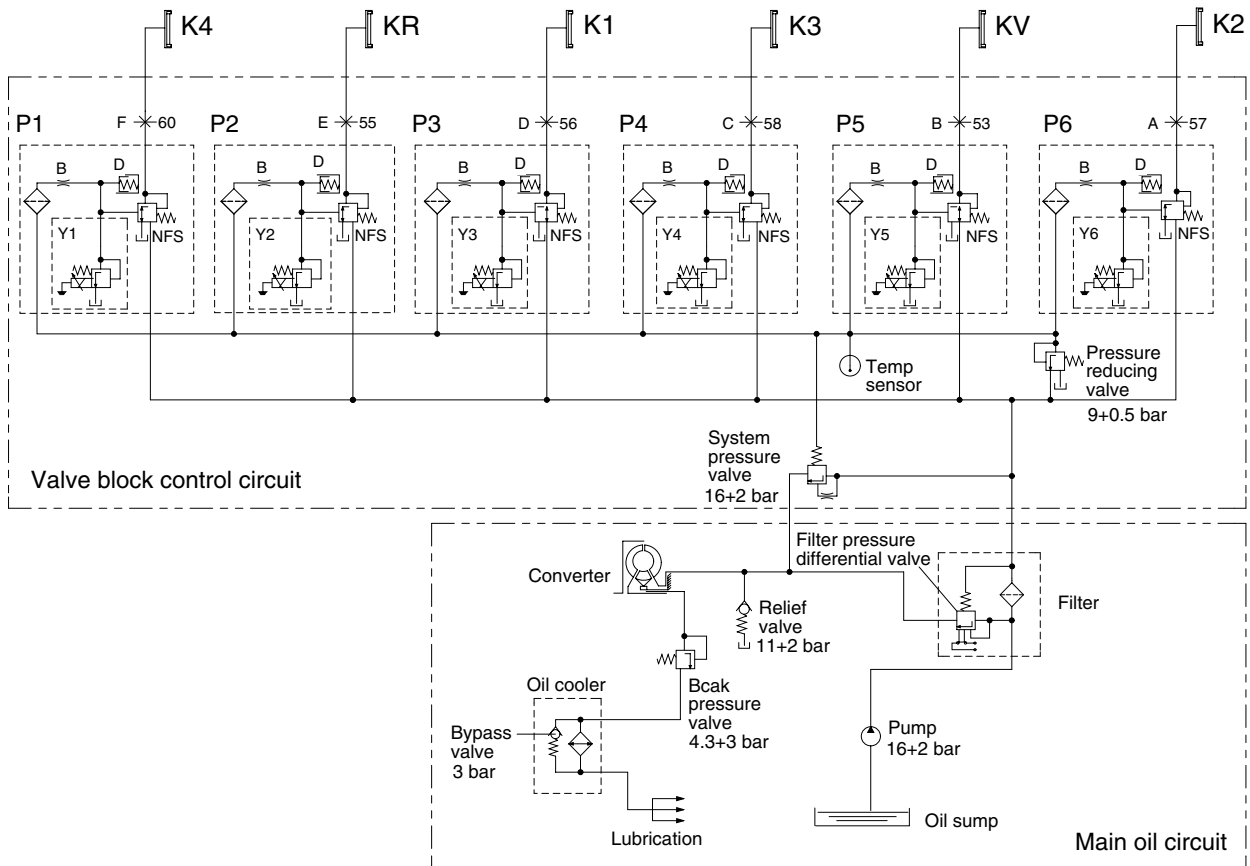 K4
KR
K1
K3
KV
K2
P1
F
60
P2
E
55
P3
D
56
P4
C
58
P5
B
53
P6
A
57
B
D
B
D
B
D
B
D
B
D
B
D
Y1
NFS
Y2
NFS
Y3
NFS
Y4
NFS
Y5
NFS
Y6
NFS
Temp
sensor
Pressure
reducing
valve
9+0.5 bar
System
pressure
valve
16+2 bar
Valve block control circuit
Filter pressure
differential valve
Converter
Relief
valve
11+2 bar
Filter
Oil cooler
Bcak
pressure
valve
4.3+3 bar
Bypass
valve
3 bar
Pump
16+2 bar
Lubrication
Oil sump
Main oil circuit